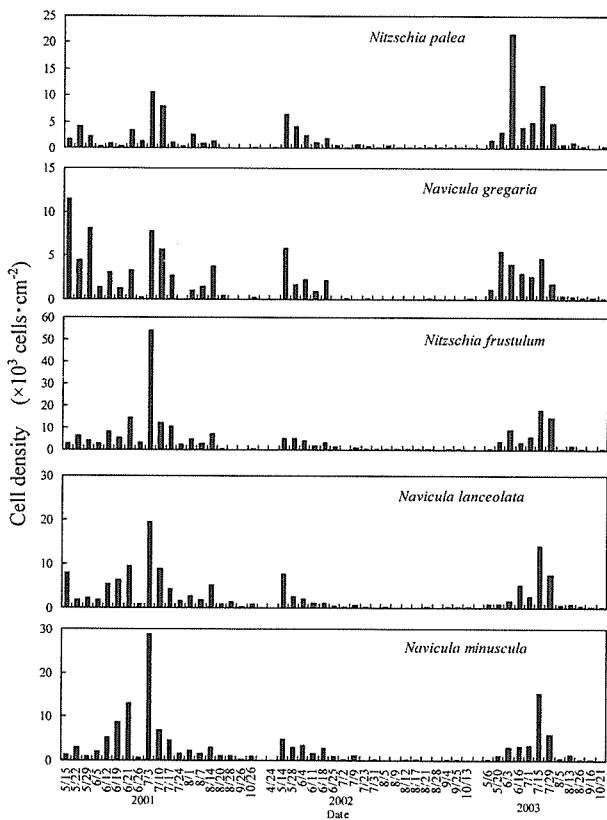 Cell density (×10³ cells·cm⁻²)
25
20
15
10
5
0
Nitzschia palea
15
10
5
0
Navicula gregaria
60
50
40
30
20
10
0
Nitzschia frustulum
30
20
10
0
Navicula lanceolata
30
20
10
0
Navicula minuscula
5/15 5/22 5/29 6/5 6/12 6/19 6/21 6/26 7/3 7/10 7/17 7/24 8/1 8/7 8/14 8/20 8/28 9/26 10/26 4/24 5/14 5/28 6/4 6/11 6/18 6/25 7/2 7/9 7/23 7/31 8/5 8/9 8/12 8/17 8/21 8/28 9/4 9/25 10/13 5/6 5/20 6/3 6/16 7/1 7/15 7/29 8/5 8/13 8/26 9/16 10/21
2001 2002 2003
Date